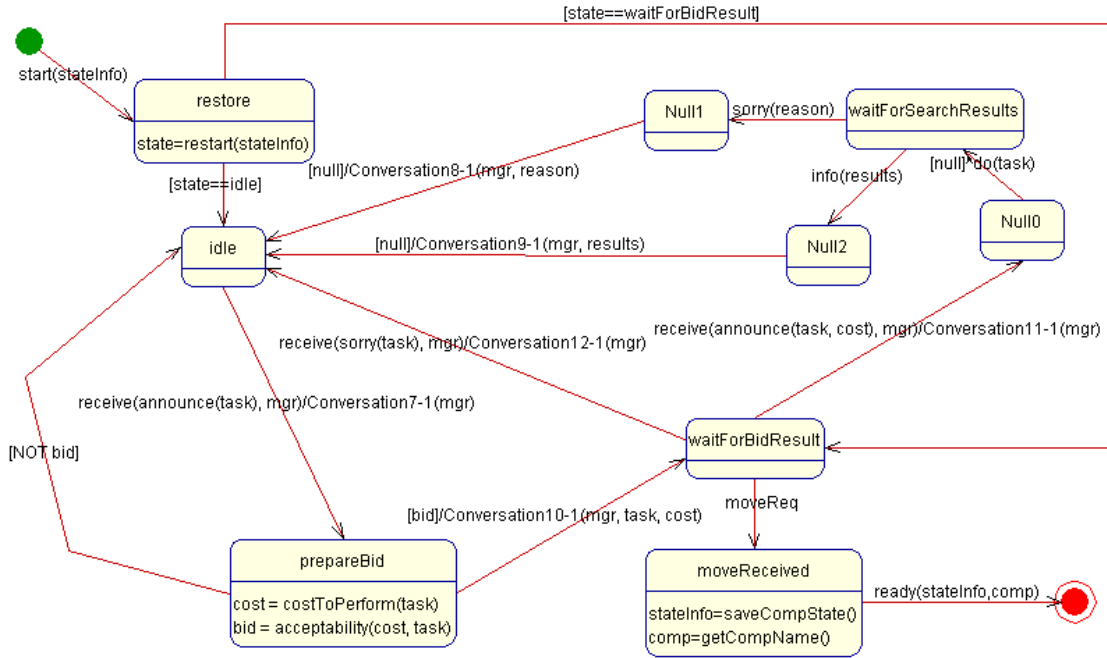 [state==waitForBidResult]
start(stateInfo)
restore
state=restart(stateInfo)
Null1
sorry(reason)
waitForSearchResults
[null]^do(task)
[state==idle]
[null]/Conversation8-1(mgr, reason)
info(results)
Null0
idle
[null]/Conversation9-1(mgr, results)
Null2
receive(announce(task, cost), mgr)/Conversation11-1(mgr)
receive(sorry(task), mgr)/Conversation12-1(mgr)
receive(announce(task), mgr)/Conversation7-1(mgr)
[NOT bid]
waitForBidResult
moveReq
[bid]/Conversation10-1(mgr, task, cost)
prepareBid
cost = costToPerform(task)
bid = acceptability(cost, task)
moveReceived
stateInfo=saveCompState()
comp=getCompName()
ready(stateInfo,comp)